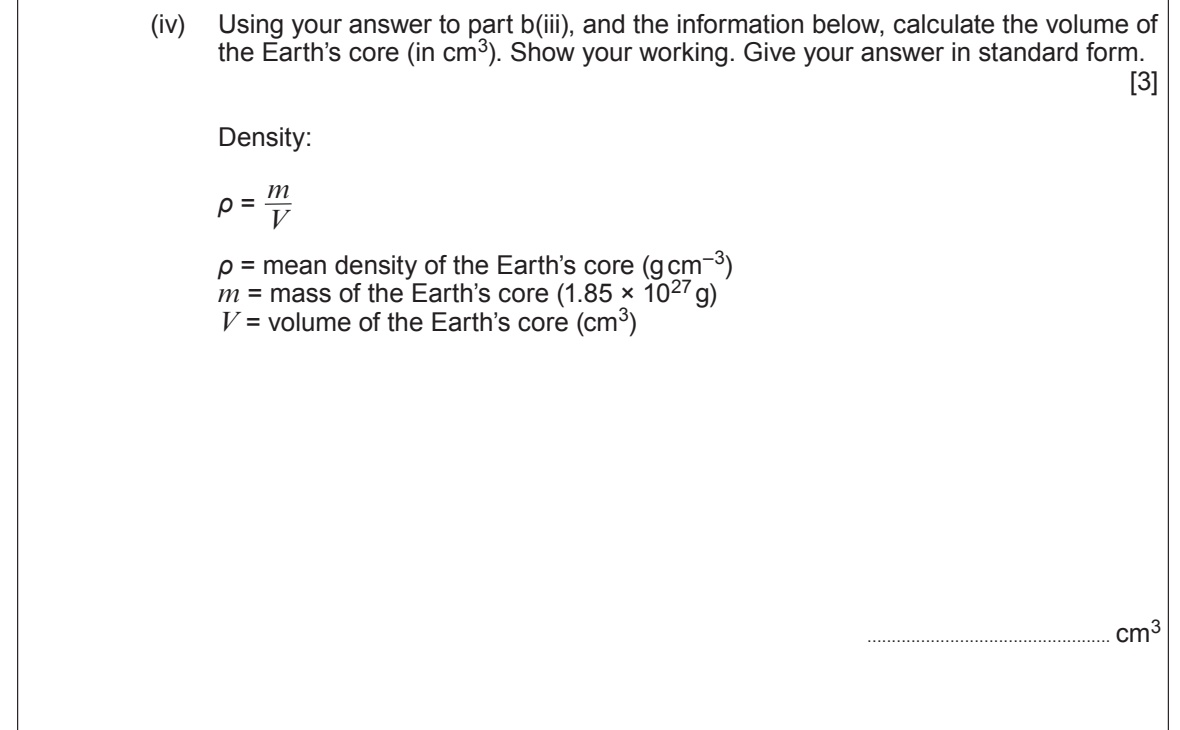 (iv) Using your answer to part b(iii), and the information below, calculate the volume of
the Earth’s core (in cm³). Show your working. Give your answer in standard form.
[3]
Density:
ρ = m/V
ρ = mean density of the Earth’s core (g cm⁻³)
m = mass of the Earth’s core (1.85 × 10²⁷ g)
V = volume of the Earth’s core (cm³)
.................................................. cm³